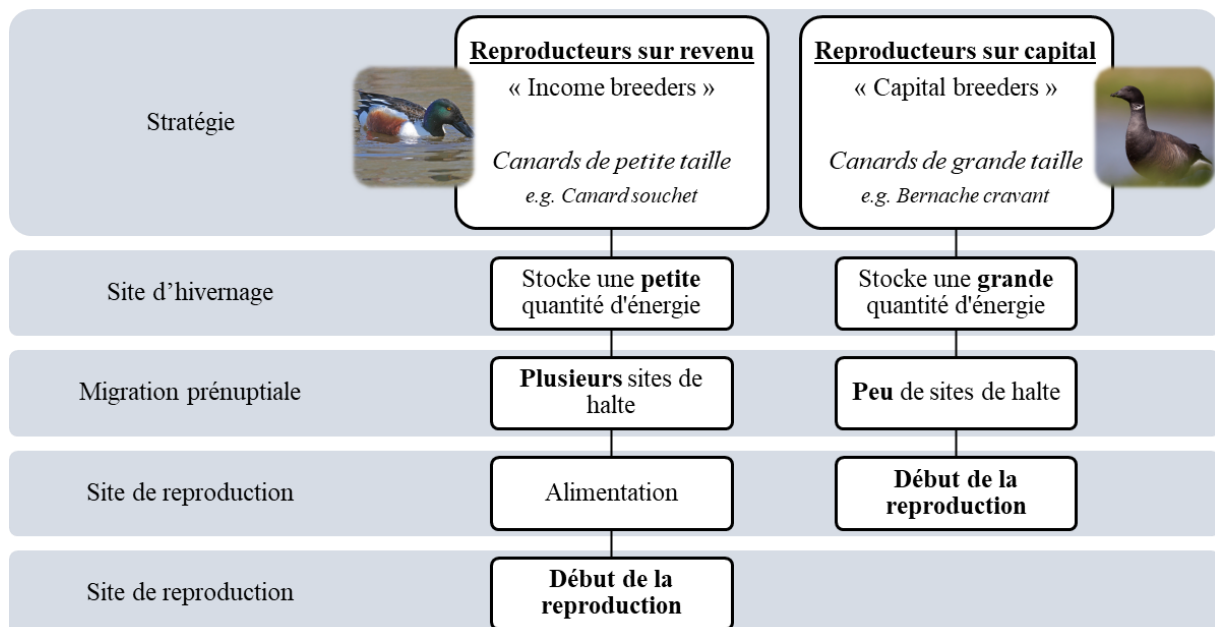 Stratégie
Reproducteurs sur revenu
« Income breeders »
Canards de petite taille
e.g. Canard souchet
Reproducteurs sur capital
« Capital breeders »
Canards de grande taille
e.g. Bernache cravant
Site d’hivernage
Stocke une petite
quantité d'énergie
Stocke une grande
quantité d'énergie
Migration prénuptiale
Plusieurs sites de
halte
Peu de sites de halte
Site de reproduction
Alimentation
Début de la
reproduction
Site de reproduction
Début de la
reproduction